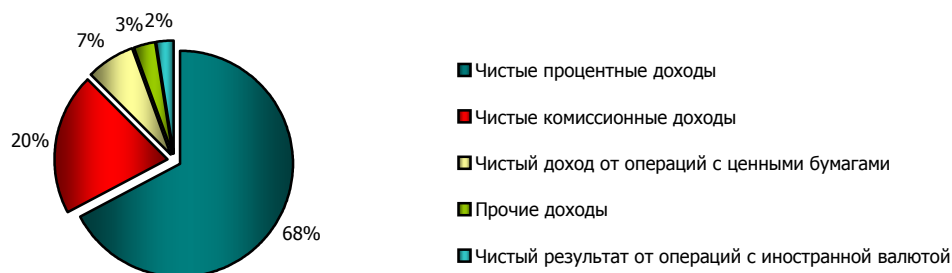 3% 2%
7%
20%
68%
Чистые процентные доходы
Чистые комиссионные доходы
Чистый доход от операций с ценными бумагами
Прочие доходы
Чистый результат от операций с иностранной валютой